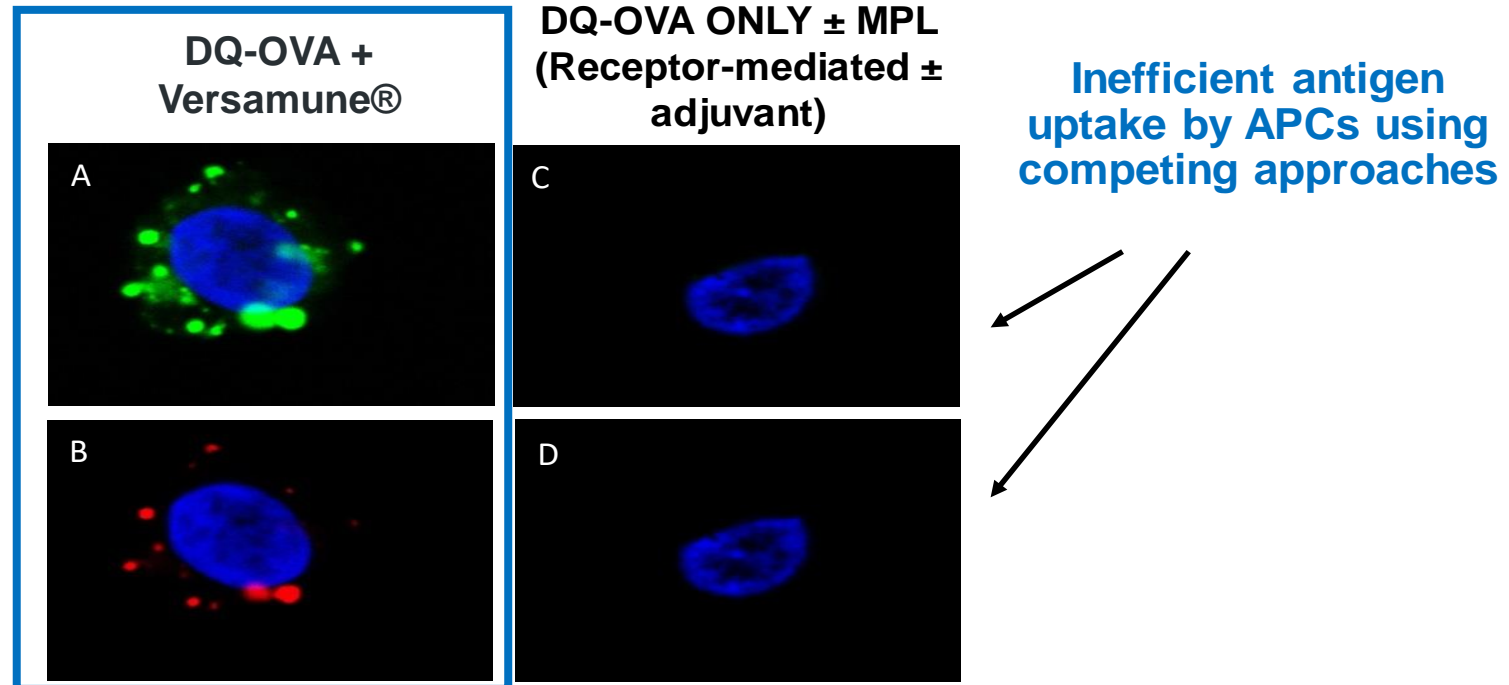 DQ-OVA +
Versamune®
DQ-OVA ONLY ± MPL
(Receptor-mediated ±
adjuvant)
Inefficient antigen
uptake by APCs using
competing approaches
A
C
B
D